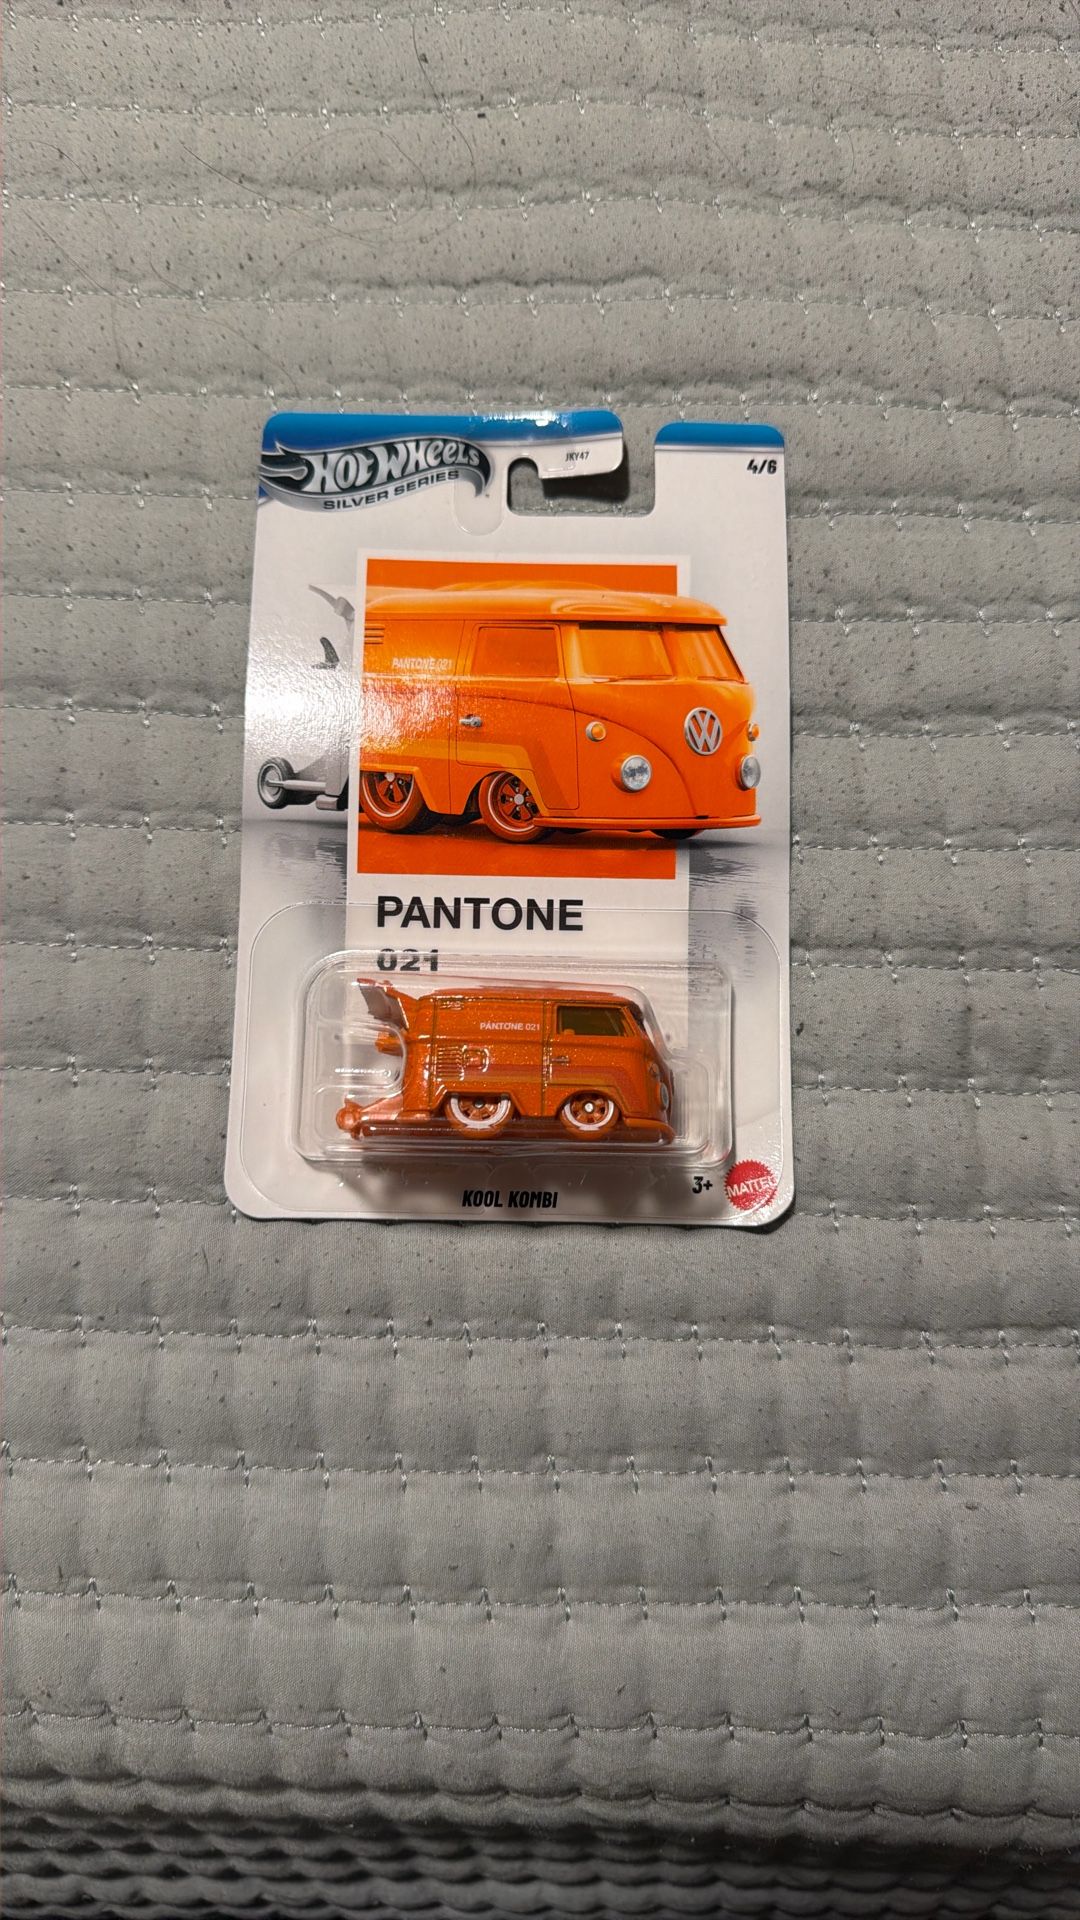 HOT WHEELS
SILVER SERIES
JKY47
4/6
PANTONE 021
PANTONE
021
PANTONE 021
KOOL KOMBI
3+
MATTEL